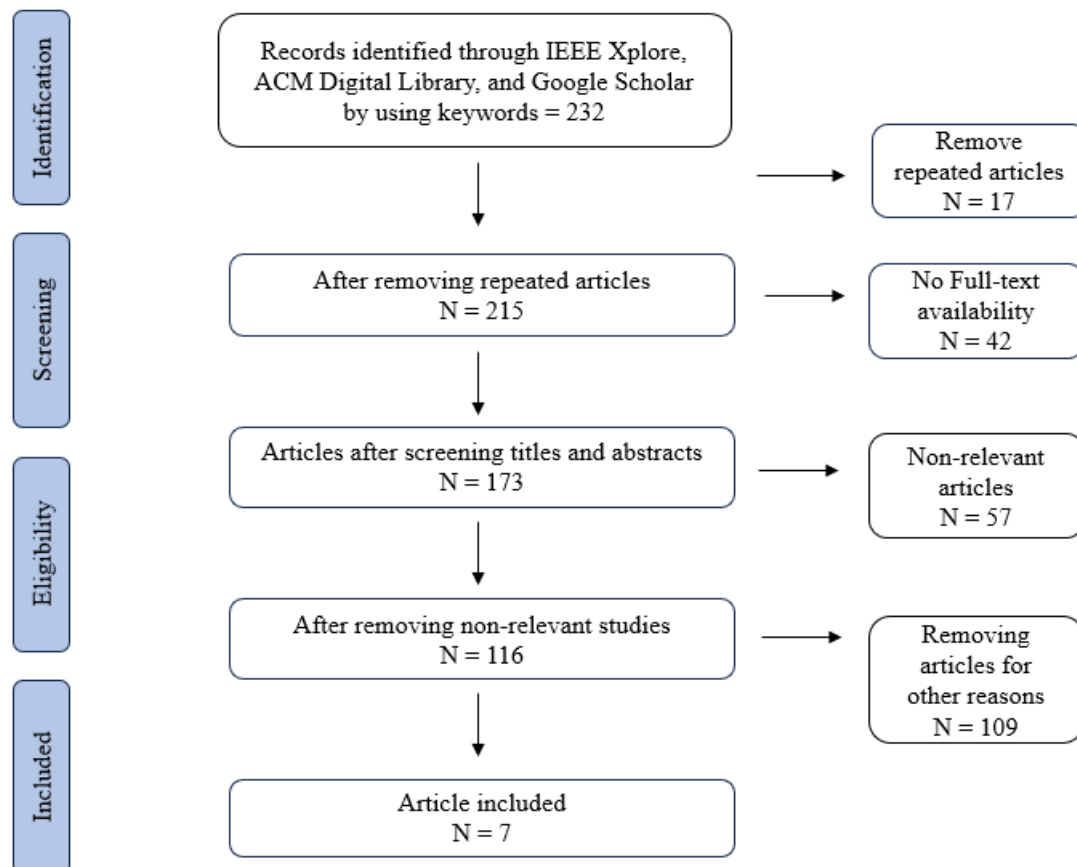 Identification
Records identified through IEEE Xplore,
ACM Digital Library, and Google Scholar
by using keywords = 232
Remove
repeated articles
N = 17
Screening
After removing repeated articles
N = 215
No Full-text
availability
N = 42
Articles after screening titles and abstracts
N = 173
Non-relevant
articles
N = 57
Eligibility
After removing non-relevant studies
N = 116
Removing
articles for
other reasons
N = 109
Included
Article included
N = 7